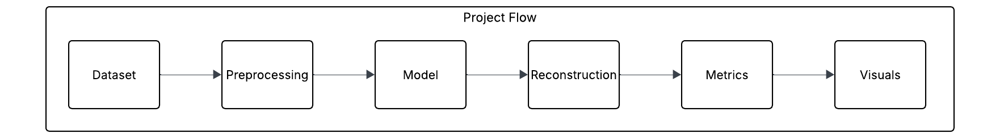 Project Flow
Dataset
Preprocessing
Model
Reconstruction
Metrics
Visuals